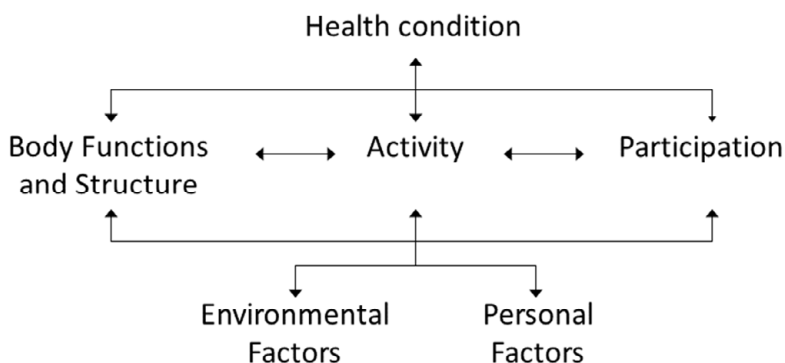 Health condition
Body Functions
and Structure
Activity
Participation
Environmental
Factors
Personal
Factors